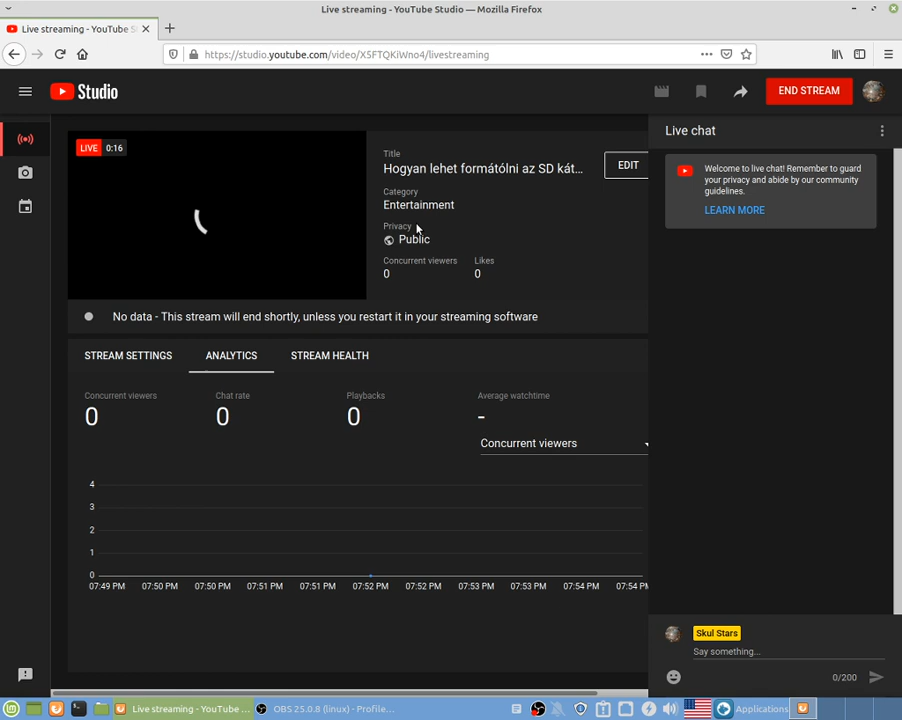 Live streaming - YouTube Studio — Mozilla Firefox
Live streaming - YouTube S
https://studio.youtube.com/video/X5FTQKiWno4/livestreaming
Studio
END STREAM
LIVE 0:16
Title
Hogyan lehet formátólni az SD kát...
EDIT
Category
Entertainment
Privacy
Public
Concurrent viewers Likes
0 0
No data - This stream will end shortly, unless you restart it in your streaming software
STREAM SETTINGS ANALYTICS STREAM HEALTH
Concurrent viewers Chat rate Playbacks Average watchtime
0 0 0 -
Concurrent viewers
4
3
2
1
0
07:49 PM 07:50 PM 07:50 PM 07:51 PM 07:51 PM 07:52 PM 07:52 PM 07:53 PM 07:53 PM 07:54 PM 07:54 PM
Live chat
Welcome to live chat! Remember to guard
your privacy and abide by our community
guidelines.
LEARN MORE
Skul Stars
Say something...
0/200
Live streaming - YouTube ...
OBS 25.0.8 (linux) - Profile...
Applications